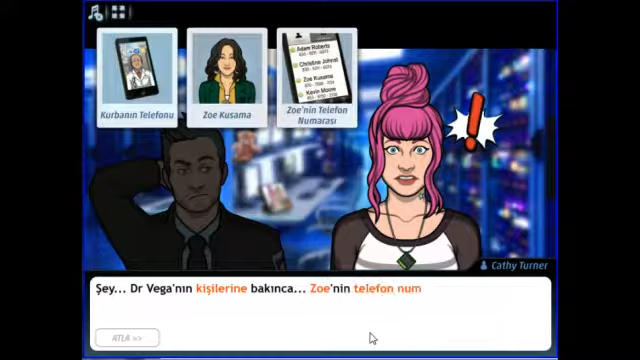 Adam Roberts
Christine Johnst
Zoe Kusama
Kevin Moore
Kurbanın Telefonu
Zoe Kusama
Zoe'nin Telefon
Numarası
Cathy Turner
Şey... Dr Vega'nın kişilerine bakınca... Zoe'nin telefon num
ATLA >>